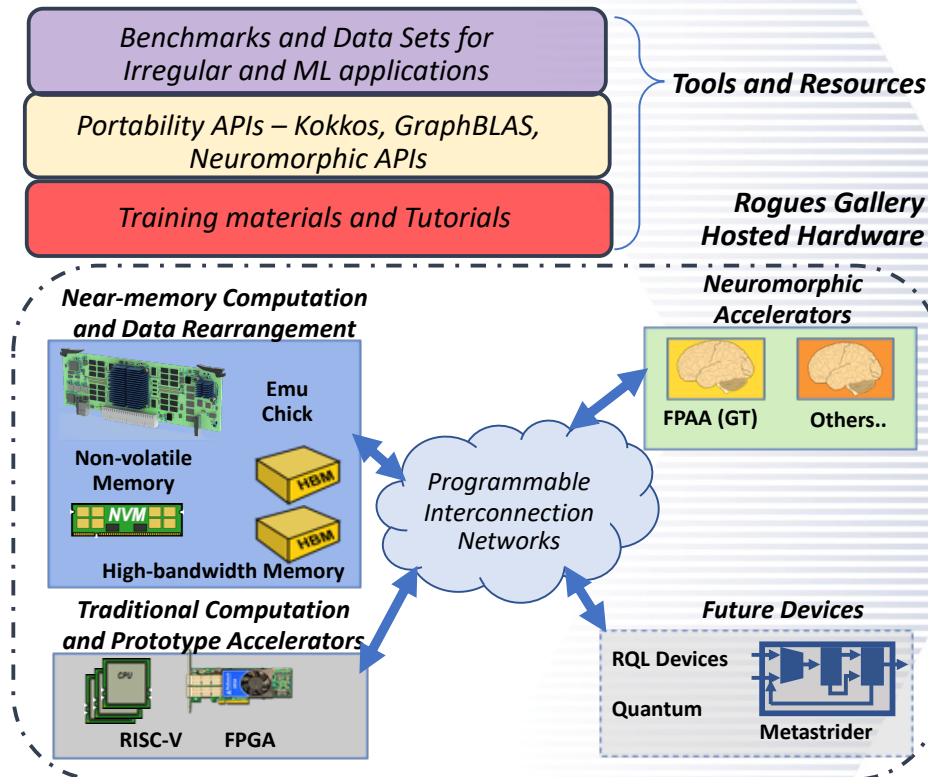 Benchmarks and Data Sets for
Irregular and ML applications
Tools and Resources
Portability APIs – Kokkos, GraphBLAS,
Neuromorphic APIs
Training materials and Tutorials
Rogues Gallery
Hosted Hardware
Near-memory Computation
and Data Rearrangement
Emu
Chick
Non-volatile
Memory
NVM
HBM
HBM
High-bandwidth Memory
Neuromorphic
Accelerators
FPAA (GT)
Others..
Programmable
Interconnection
Networks
Traditional Computation
and Prototype Accelerators
CPU
RISC-V
FPGA
Future Devices
RQL Devices
Quantum
Metastrider